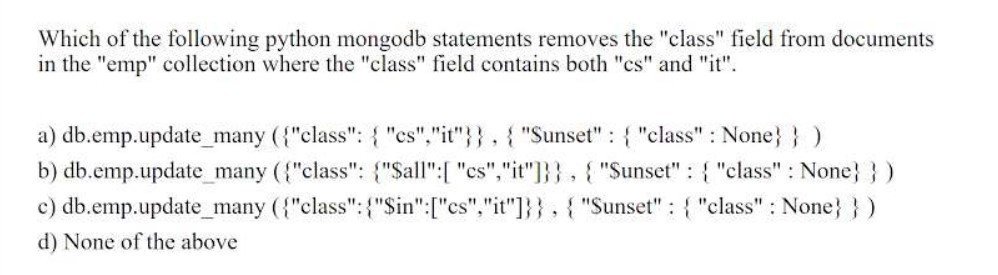 Which of the following python mongodb statements removes the "class" field from documents
in the "emp" collection where the "class" field contains both "cs" and "it".
a) db.emp.update_many ({"class": { "cs","it"}} , { "$unset" : { "class" : None} } )
b) db.emp.update_many ({"class": {"$all":[ "cs","it"]}} , { "$unset" : { "class" : None} } )
c) db.emp.update_many ({"class":{"$in":["cs","it"]}} , { "$unset" : { "class" : None} } )
d) None of the above